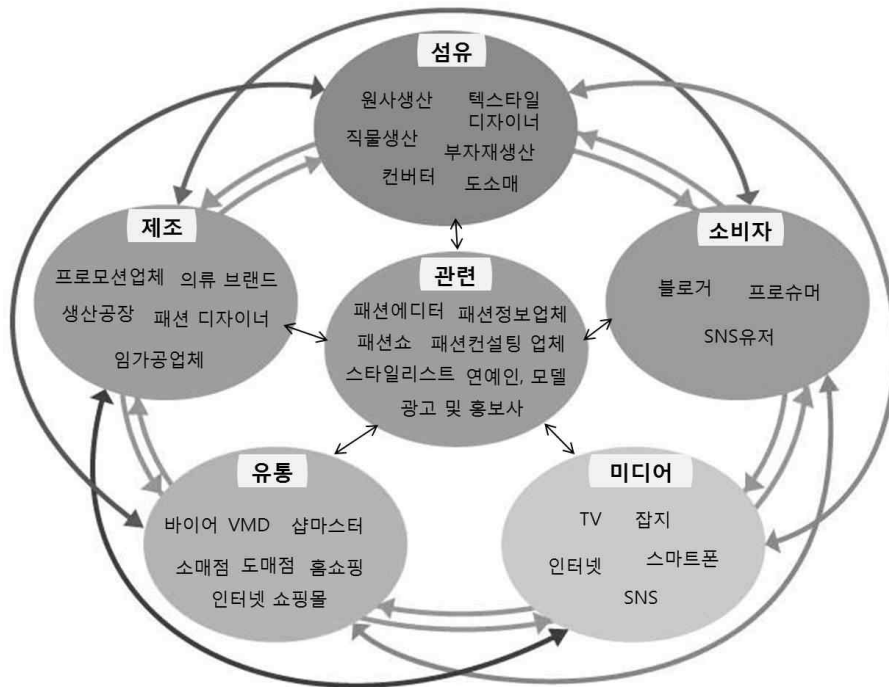 섬유
원사생산 텍스타일
디자이너
직물생산
부자재생산
컨버터 도소매
제조
프로모션업체 의류 브랜드
생산공장 패션 디자이너
임가공업체
소비자
블로거 프로슈머
SNS유저
관련
패션에디터 패션정보업체
패션쇼 패션컨설팅 업체
스타일리스트 연예인, 모델
광고 및 홍보사
유통
바이어 VMD 샵마스터
소매점 도매점 홈쇼핑
인터넷 쇼핑몰
미디어
TV 잡지
인터넷 스마트폰
SNS